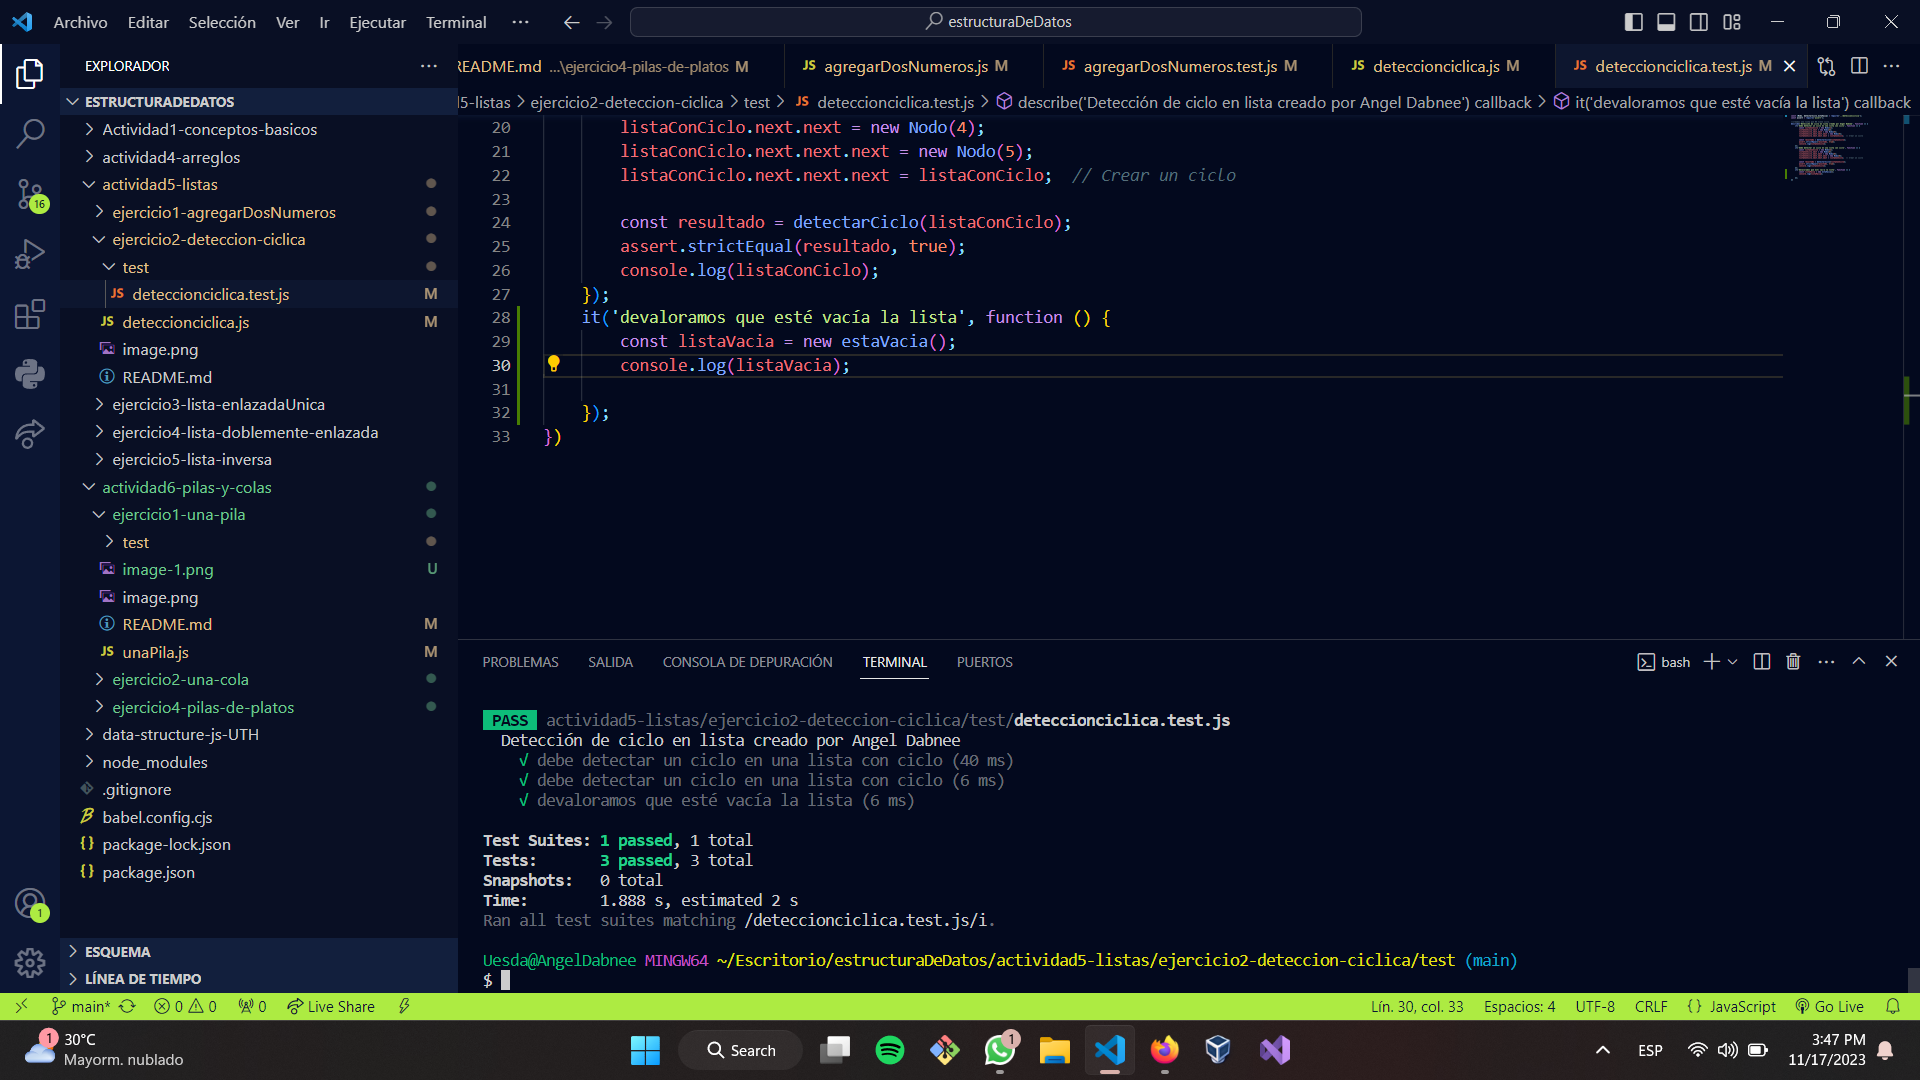 Archivo Editar Selección Ver Ir Ejecutar Terminal ··· estructuraDeDatos
EXPLORADOR ···
ESTRUCTURADEDATOS
Actividad1-conceptos-basicos
actividad4-arreglos
actividad5-listas
ejercicio1-agregarDosNumeros
ejercicio2-deteccion-ciclica
test
JS deteccionciclica.test.js M
JS deteccionciclica.js M
image.png
README.md
ejercicio3-lista-enlazadaUnica
ejercicio4-lista-doblemente-enlazada
ejercicio5-lista-inversa
actividad6-pilas-y-colas
ejercicio1-una-pila
test
image-1.png U
image.png
README.md M
JS unaPila.js M
ejercicio2-una-cola
ejercicio4-pilas-de-platos
data-structure-js-UTH
node_modules
.gitignore
babel.config.cjs
{} package-lock.json
{} package.json
ESQUEMA
LÍNEA DE TIEMPO
16
1
README.md ...\ejercicio4-pilas-de-platos M JS agregarDosNumeros.js M JS agregarDosNumeros.test.js M JS deteccionciclica.js M JS deteccionciclica.test.js M
d5-listas > ejercicio2-deteccion-ciclica > test > JS deteccionciclica.test.js > describe('Detección de ciclo en lista creado por Angel Dabnee') callback > it('devaloramos que esté vacía la lista') callback
20 listaConCiclo.next.next = new Nodo(4);
21 listaConCiclo.next.next.next = new Nodo(5);
22 listaConCiclo.next.next.next = listaConCiclo; // Crear un ciclo
23
24 const resultado = detectarCiclo(listaConCiclo);
25 assert.strictEqual(resultado, true);
26 console.log(listaConCiclo);
27 });
28 it('devaloramos que esté vacía la lista', function () {
29 const listaVacia = new estaVacia();
30 console.log(listaVacia);
31
32 });
33 })
PROBLEMAS SALIDA CONSOLA DE DEPURACIÓN TERMINAL PUERTOS bash
PASS actividad5-listas/ejercicio2-deteccion-ciclica/test/deteccionciclica.test.js
Detección de ciclo en lista creado por Angel Dabnee
√ debe detectar un ciclo en una lista con ciclo (40 ms)
√ debe detectar un ciclo en una lista con ciclo (6 ms)
√ devaloramos que esté vacía la lista (6 ms)
Test Suites: 1 passed, 1 total
Tests: 3 passed, 3 total
Snapshots: 0 total
Time: 1.888 s, estimated 2 s
Ran all test suites matching /deteccionciclica.test.js/i.
Uesda@AngelDabnee MINGW64 ~/Escritorio/estructuraDeDatos/actividad5-listas/ejercicio2-deteccion-ciclica/test (main)
$
main* 0 0 0 Live Share Lín. 30, col. 33 Espacios: 4 UTF-8 CRLF {} JavaScript Go Live
1 30°C
Mayorm. nublado
Search
1
ESP
3:47 PM
11/17/2023